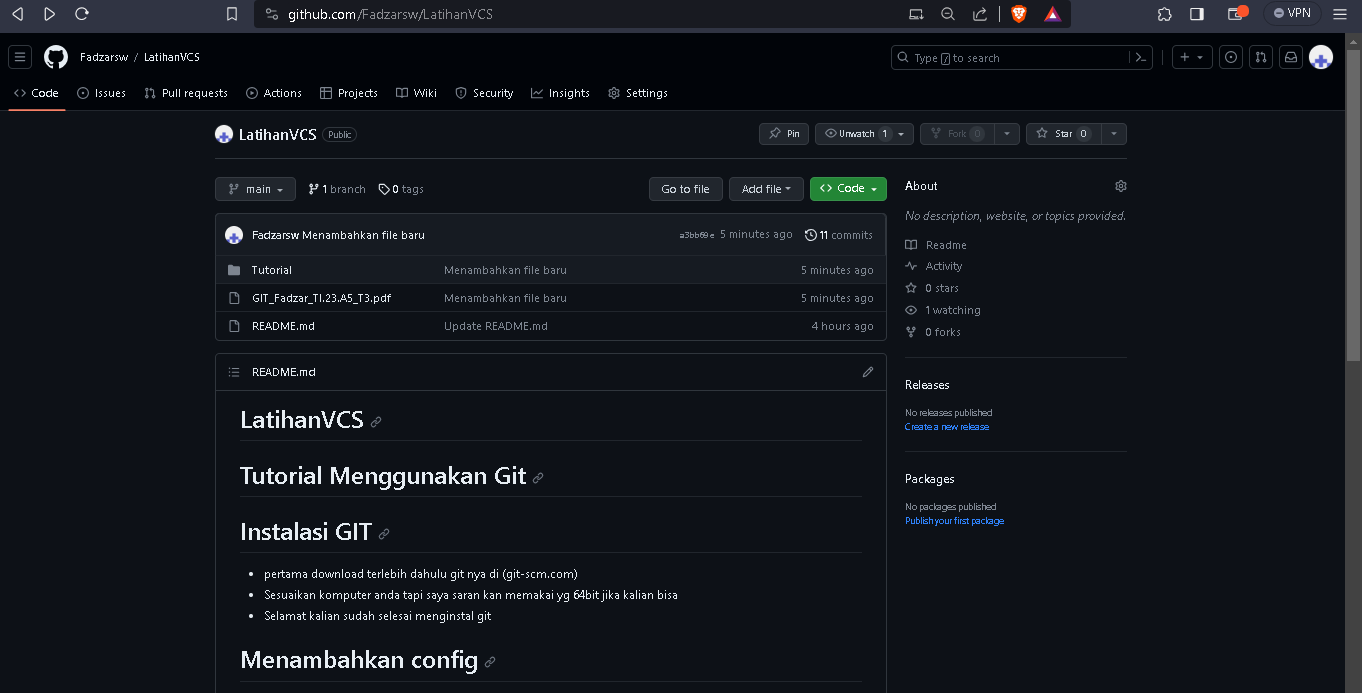 github.com/Fadzarsw/LatihanVCS
VPN
Fadzarsw / LatihanVCS
Type / to search
Code Issues Pull requests Actions Projects Wiki Security Insights Settings
LatihanVCS Public
Pin Unwatch 1 Fork 0 Star 0
main 1 branch 0 tags Go to file Add file Code
Fadzarsw Menambahkan file baru a3bb69e 5 minutes ago 11 commits
Tutorial Menambahkan file baru 5 minutes ago
GIT_Fadzar_TI.23.A5_T3.pdf Menambahkan file baru 5 minutes ago
README.md Update README.md 4 hours ago
README.md
LatihanVCS
Tutorial Menggunakan Git
Instalasi GIT
pertama download terlebih dahulu git nya di (git-scm.com)
Sesuaikan komputer anda tapi saya saran kan memakai yg 64bit jika kalian bisa
Selamat kalian sudah selesai menginstal git
Menambahkan config
About
No description, website, or topics provided.
Readme
Activity
0 stars
1 watching
0 forks
Releases
No releases published
Create a new release
Packages
No packages published
Publish your first package